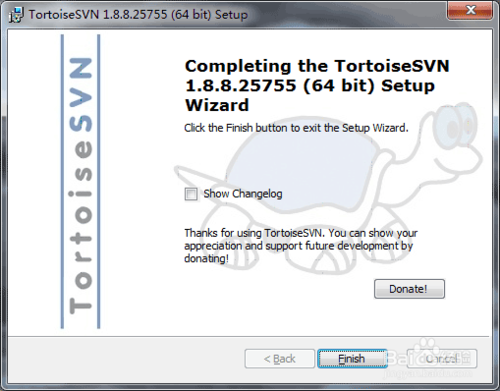 TortoiseSVN 1.8.8.25755 (64 bit) Setup
TortoiseSVN
Completing the TortoiseSVN
1.8.8.25755 (64 bit) Setup
Wizard
Click the Finish button to exit the Setup Wizard.
Show Changelog
Thanks for using TortoiseSVN. You can show your
appreciation and support future development by
donating!
Donate!
< Back
Finish
Cancel